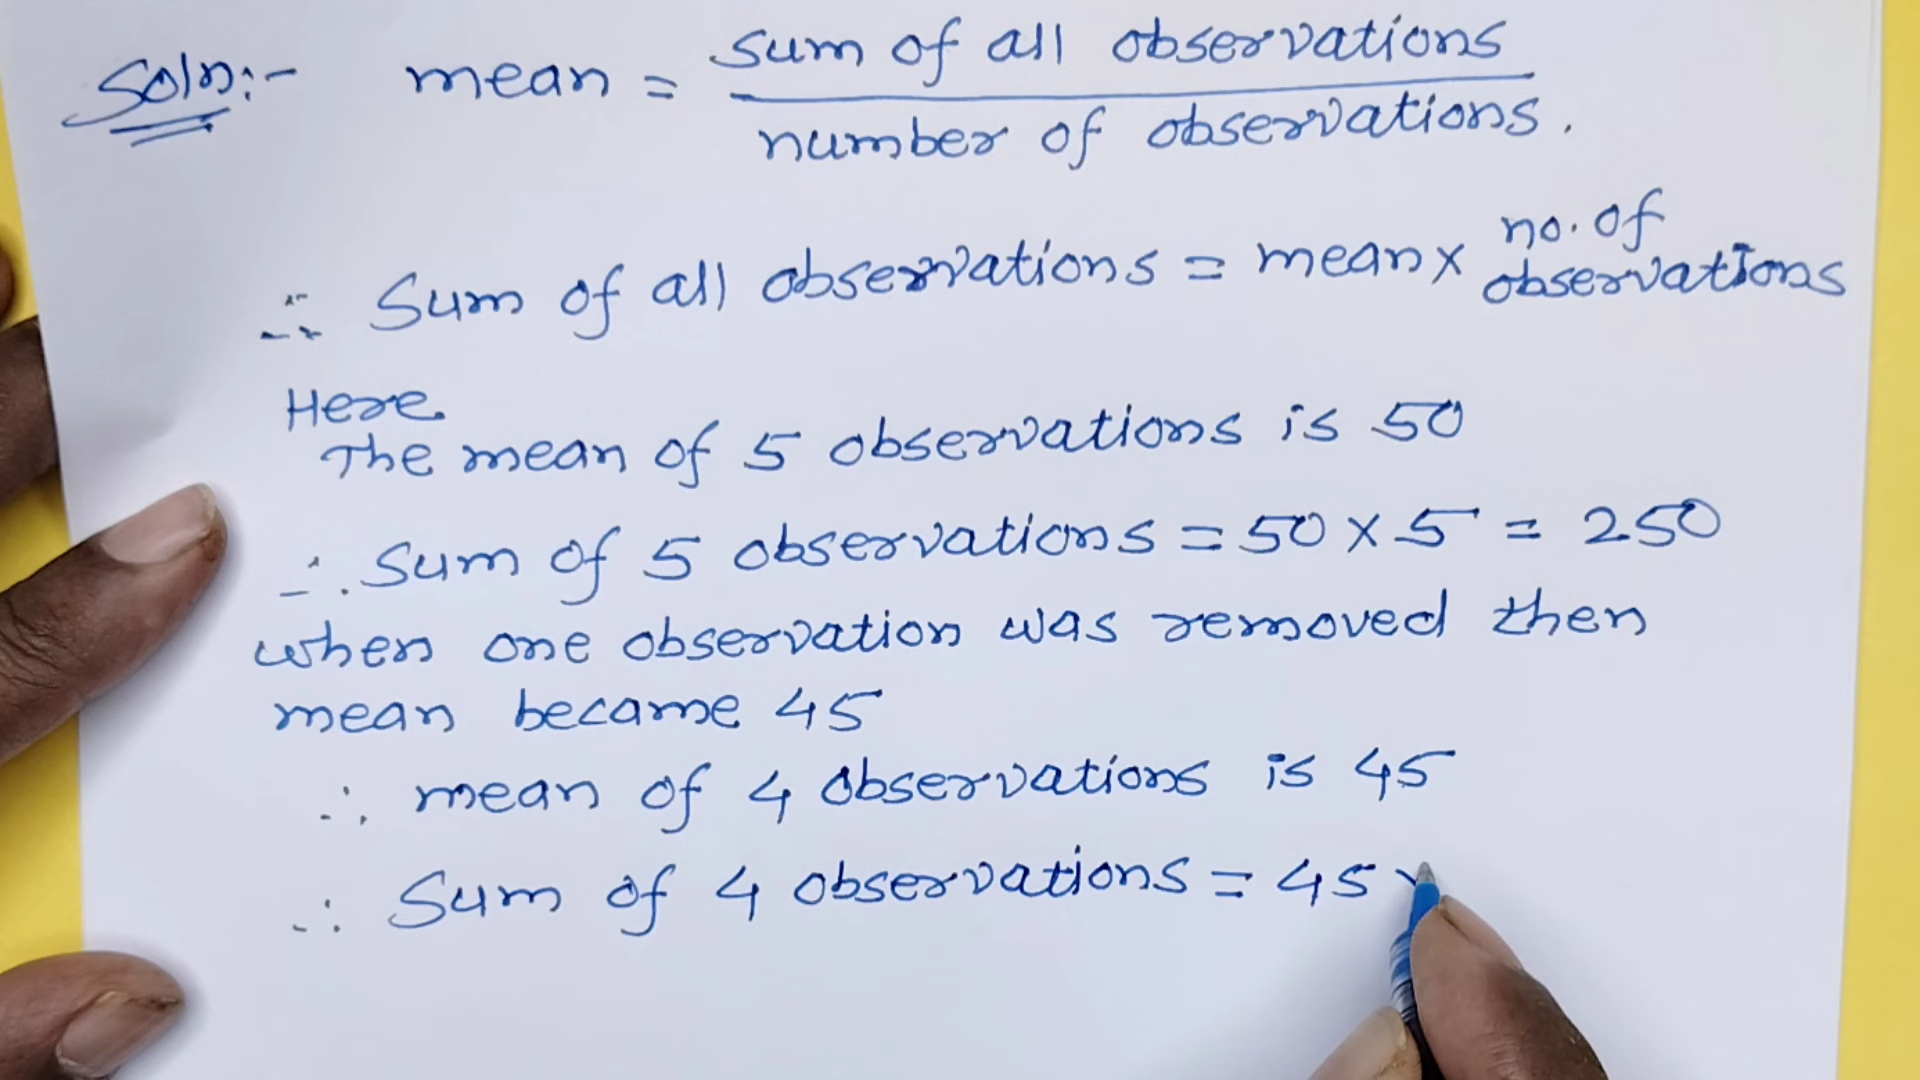 Soln:- mean = sum of all observations / number of observations.
∴ Sum of all observations = mean x no. of observations
Here
The mean of 5 observations is 50
∴ Sum of 5 observations = 50 x 5 = 250
when one observation was removed then
mean became 45
∴ mean of 4 observations is 45
∴ Sum of 4 observations = 45